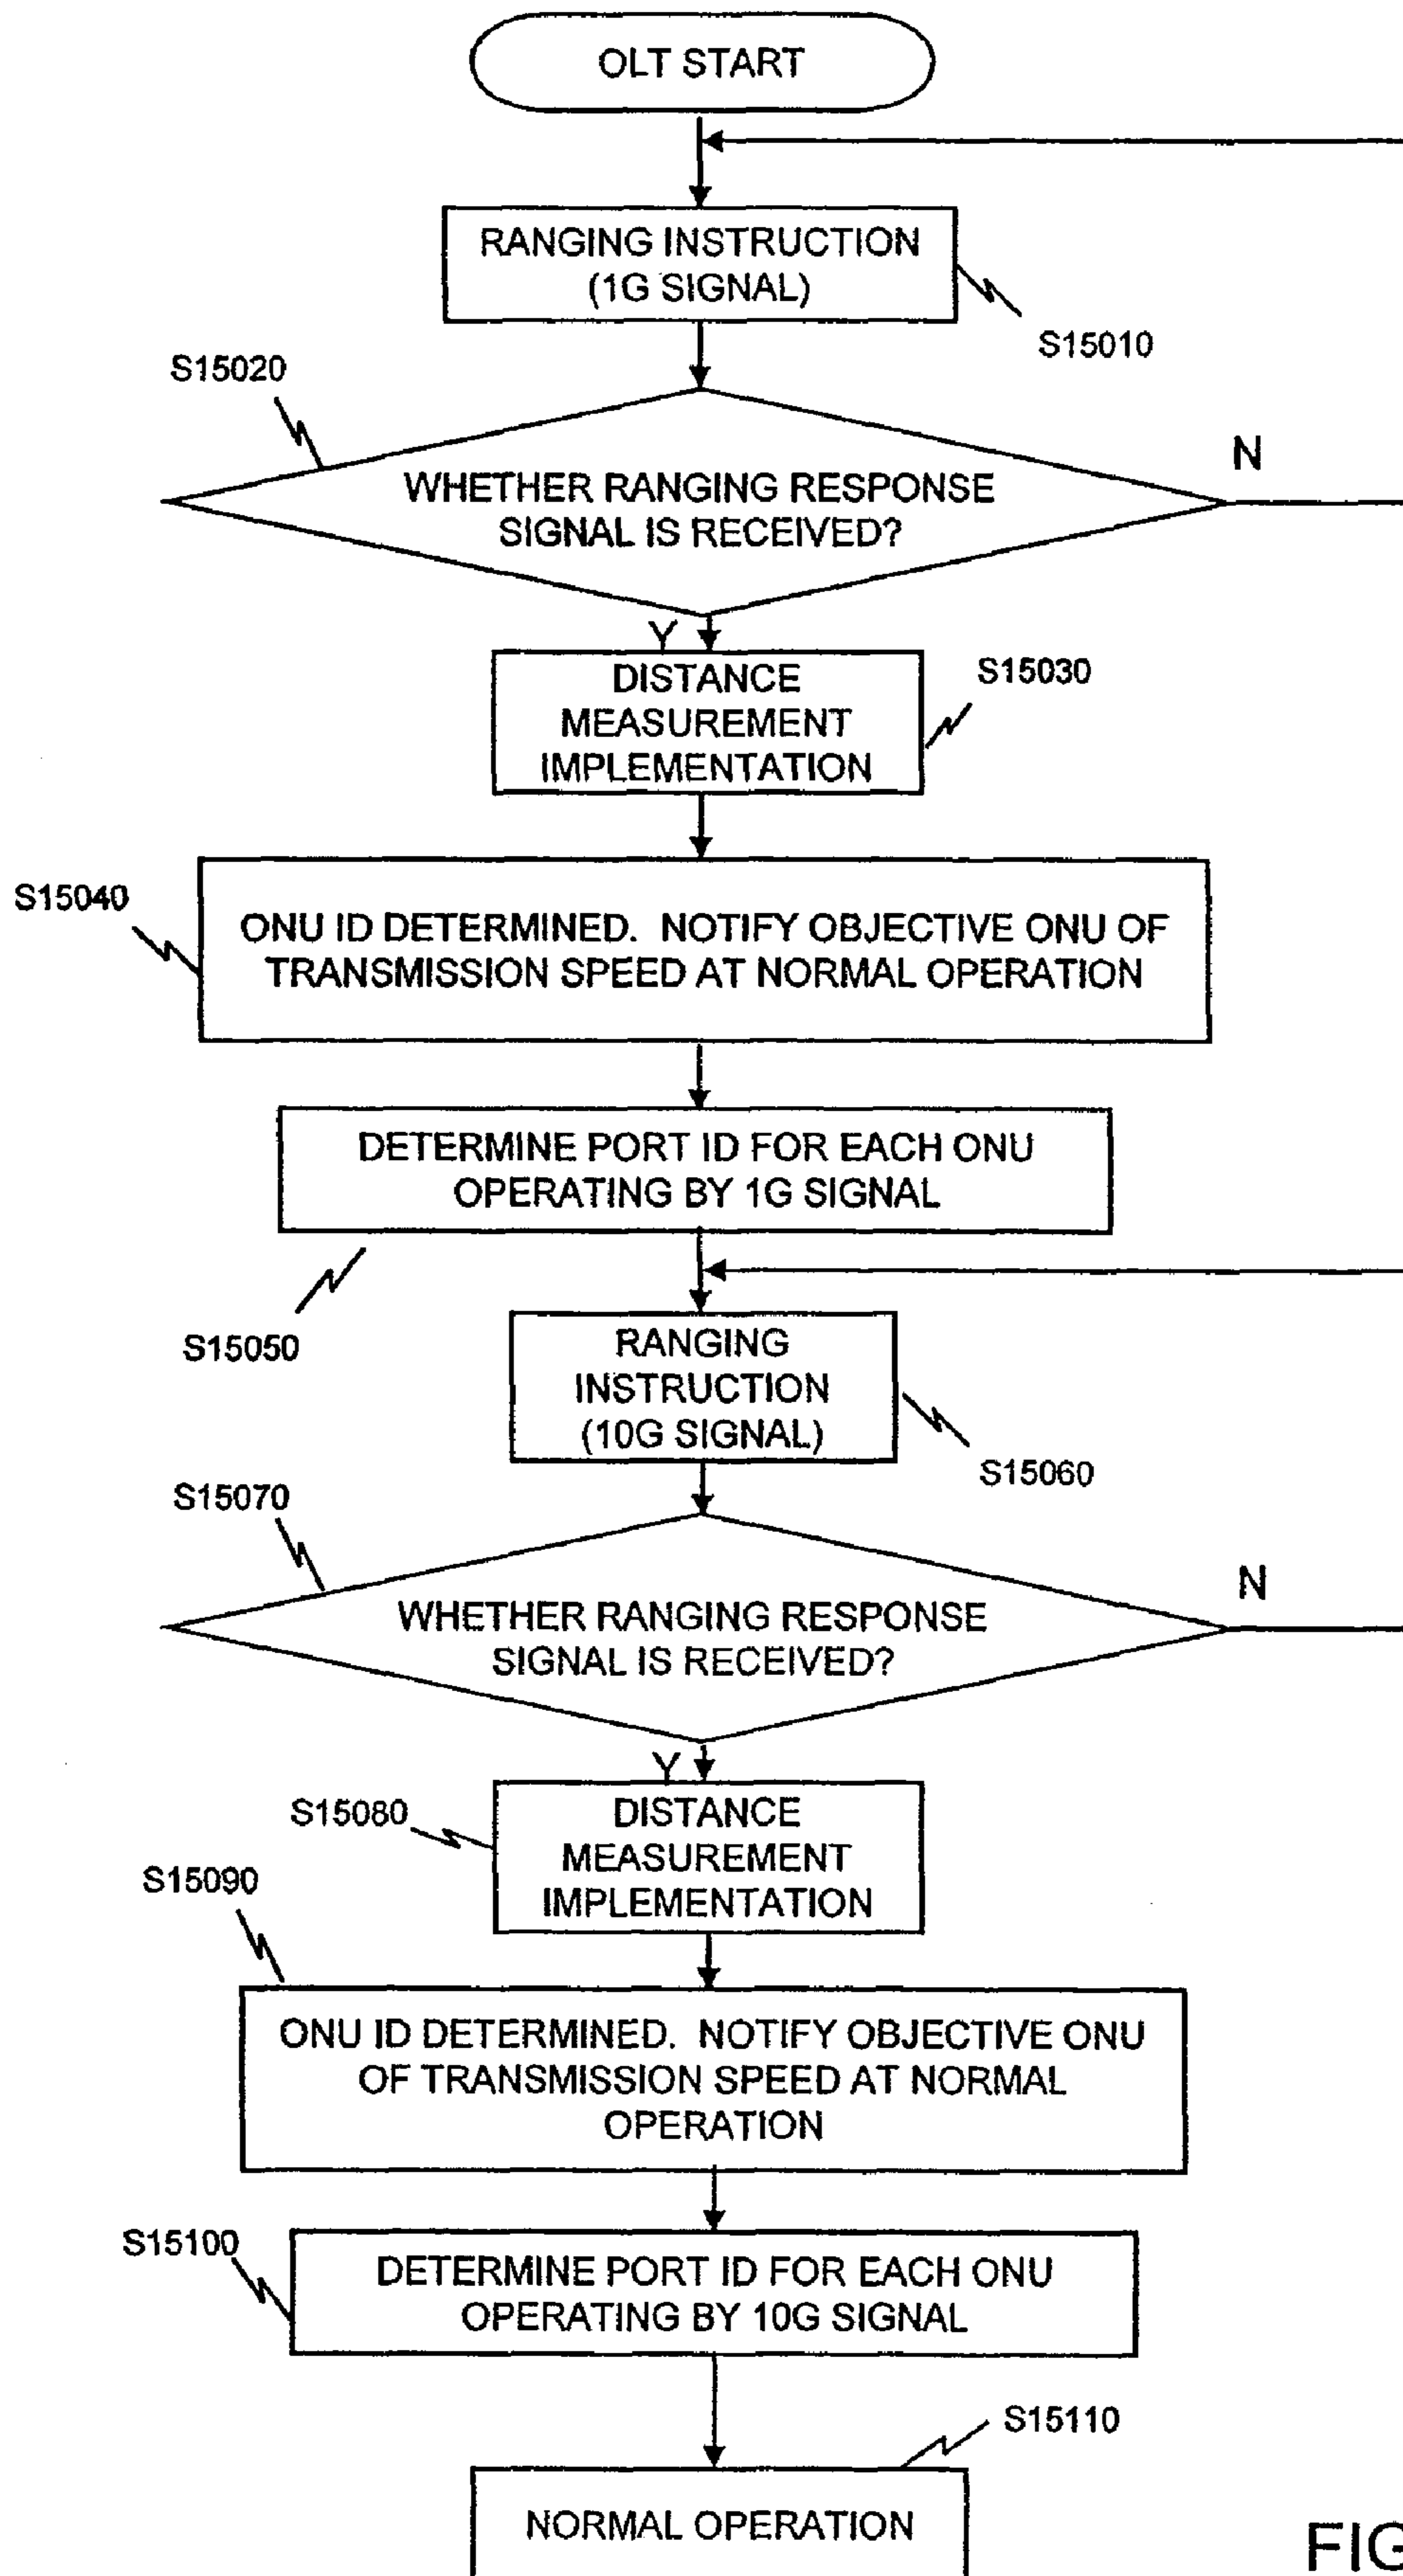 OLT START
RANGING INSTRUCTION
(1G SIGNAL)
S15010
S15020
N
WHETHER RANGING RESPONSE
SIGNAL IS RECEIVED?
Y
DISTANCE
MEASUREMENT
IMPLEMENTATION
S15030
S15040
ONU ID DETERMINED. NOTIFY OBJECTIVE ONU OF
TRANSMISSION SPEED AT NORMAL OPERATION
DETERMINE PORT ID FOR EACH ONU
OPERATING BY 1G SIGNAL
S15050
RANGING
INSTRUCTION
(10G SIGNAL)
S15060
S15070
N
WHETHER RANGING RESPONSE
SIGNAL IS RECEIVED?
Y
S15080
DISTANCE
MEASUREMENT
IMPLEMENTATION
S15090
ONU ID DETERMINED. NOTIFY OBJECTIVE ONU
OF TRANSMISSION SPEED AT NORMAL
OPERATION
S15100
DETERMINE PORT ID FOR EACH ONU
OPERATING BY 10G SIGNAL
S15110
NORMAL OPERATION
FIG